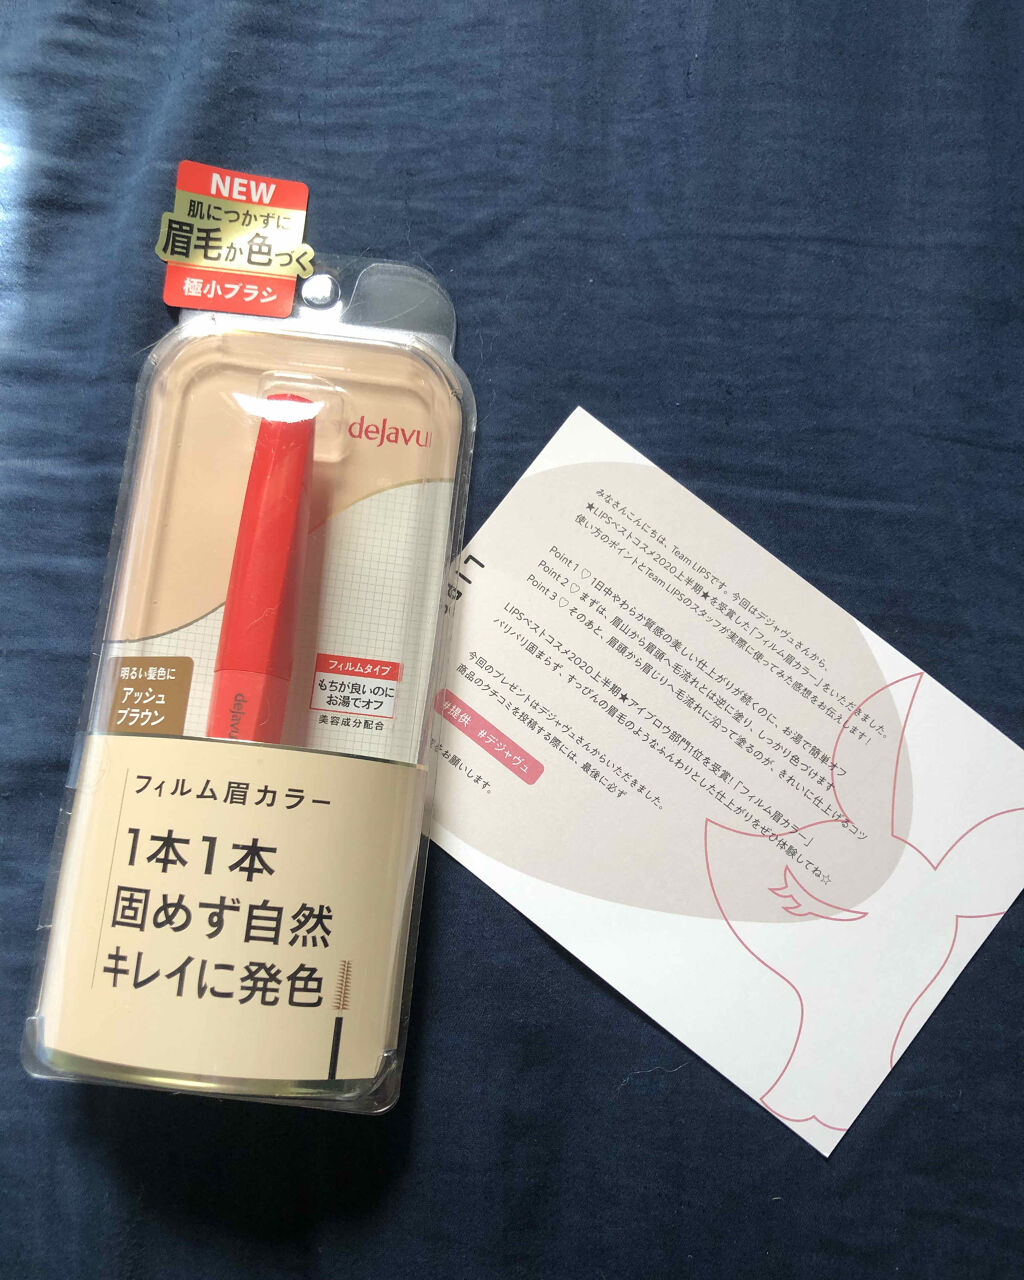 NEW
肌につかずに
眉毛が色づく
極小ブラシ
dejavu
明るい髪色に
アッシュ
ブラウン
フィルムタイプ
もちが良いのに
お湯でオフ
美容成分配合
dejavu
フィルム眉カラー
1本1本
固めず自然
キレイに発色
みなさんこんにちは、Team LIPSです。今回はデジャヴュさんから、
★LIPSベストコスメ2020上半期★を受賞した「フィルム眉カラー」をいただきました。
使い方のポイントとTeam LIPSのスタッフが実際に使ってみた感想をお伝えします!
Point 1 ♡ 1日中やわらか質感の美しい仕上がりが続くのに、お湯で簡単オフ
Point 2 ♡ まずは、眉山から眉頭へ毛流れとは逆に塗り、しっかり色づけます
Point 3 ♡ そのあと、眉頭から眉じりへ毛流れに沿って塗るのが、きれいに仕上げるコツ
LIPSベストコスメ2020上半期★アイブロウ部門1位を受賞!「フィルム眉カラー」
パリパリ固まらず、すっぴんの眉毛のようなふんわりとした仕上がりをぜひ体験してね☆
今回のプレゼントはデジャヴュさんからいただきました。
商品のクチコミを投稿する際には、最後に必ず
#提供 #デジャヴュ
をお願いします。